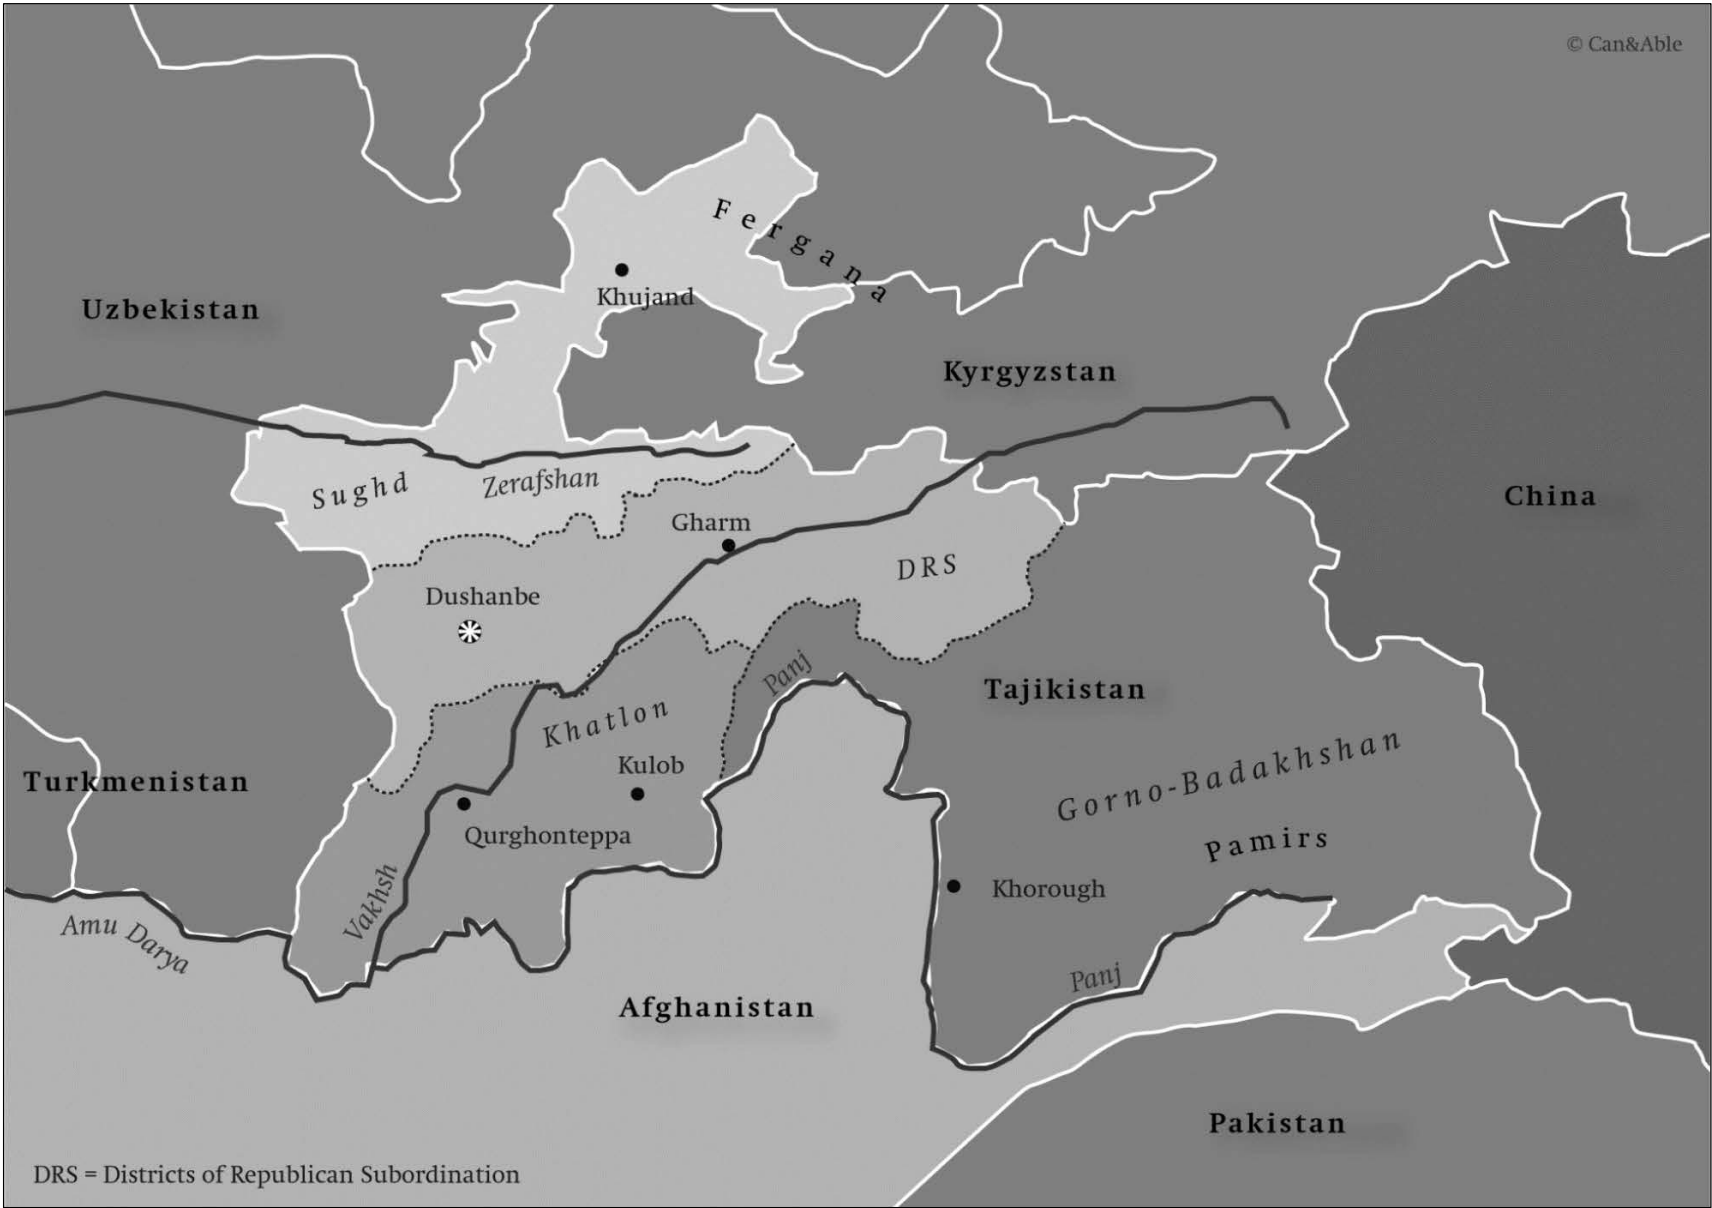 © Can&Able
Fergana
Khujand
Uzbekistan
Kyrgyzstan
Sughd
Zerafshan
China
Gharm
DRS
Dushanbe
Panj
Tajikistan
Khatlon
Kulob
Turkmenistan
Gorno-Badakhshan
Qurghonteppa
Pamirs
Vakhsh
Khorough
Amu Darya
Panj
Afghanistan
Pakistan
DRS = Districts of Republican Subordination